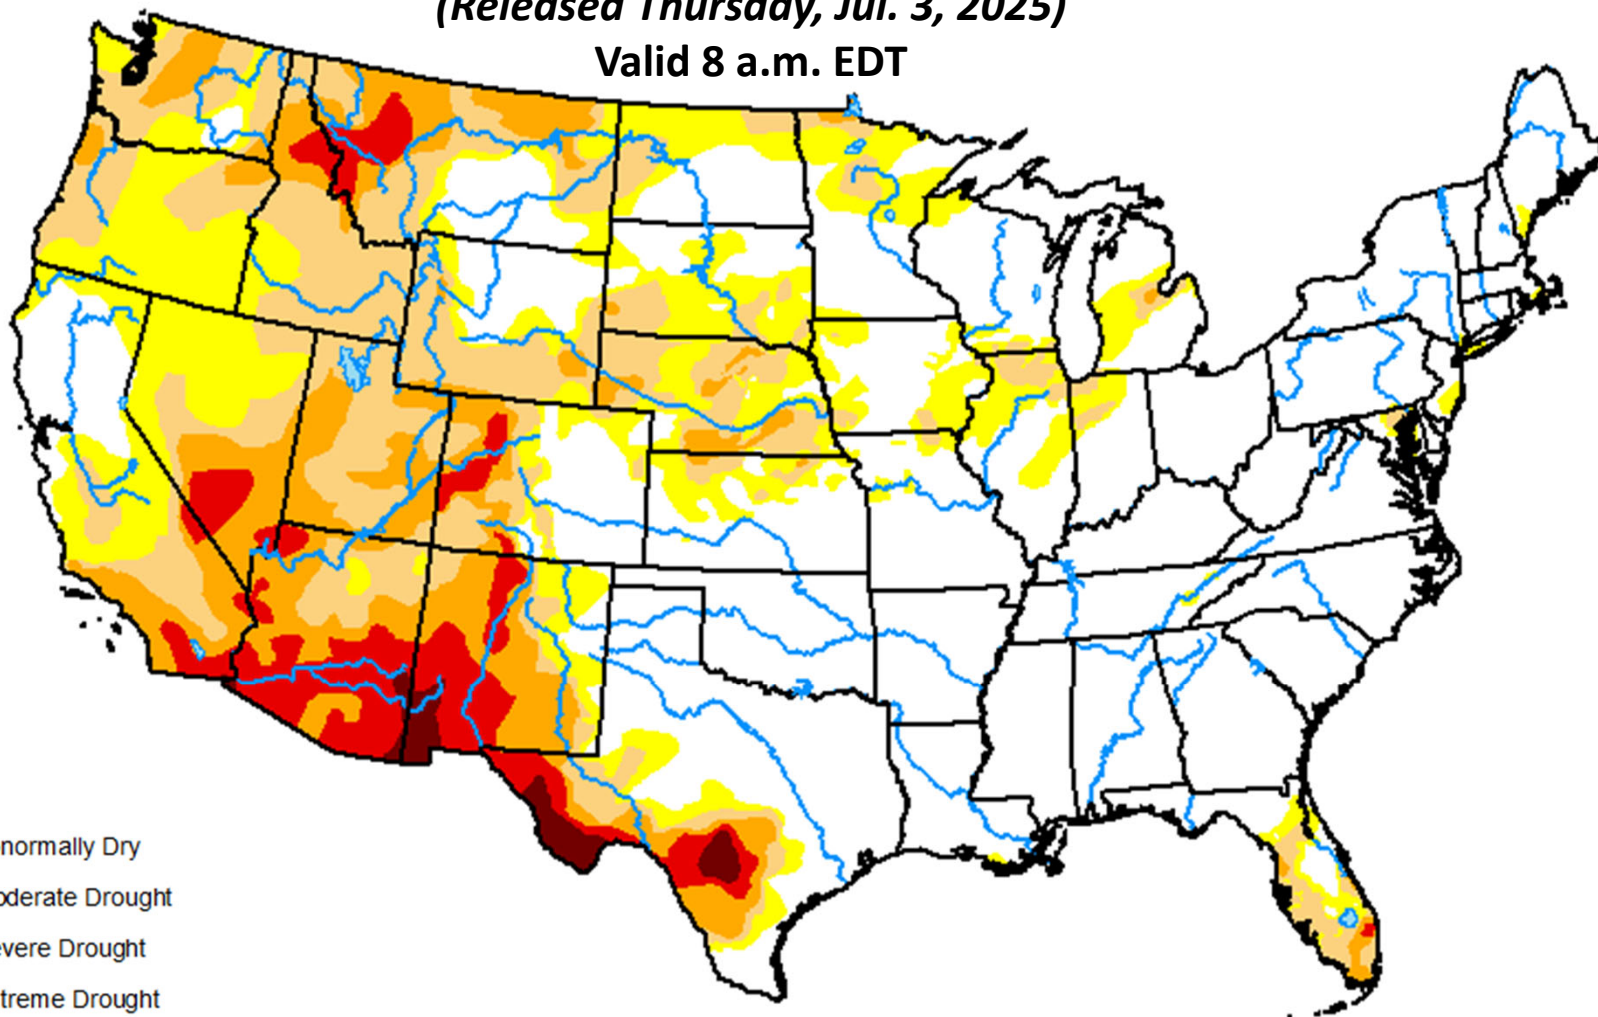 (Released Thursday, Jul. 3, 2025)
Valid 8 a.m. EDT
normally Dry
oderate Drought
evere Drought
treme Drought